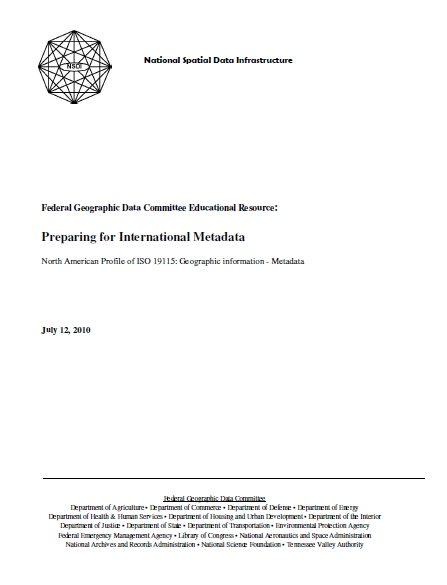 NSDI
National Spatial Data Infrastructure
Federal Geographic Data Committee Educational Resource:
Preparing for International Metadata
North American Profile of ISO 19115: Geographic information - Metadata
July 12, 2010
Federal Geographic Data Committee
Department of Agriculture • Department of Commerce • Department of Defense • Department of Energy
Department of Health & Human Services • Department of Housing and Urban Development • Department of the Interior
Department of Justice • Department of State • Department of Transportation • Environmental Protection Agency
Federal Emergency Management Agency • Library of Congress • National Aeronautics and Space Administration
National Archives and Records Administration • National Science Foundation • Tennessee Valley Authority